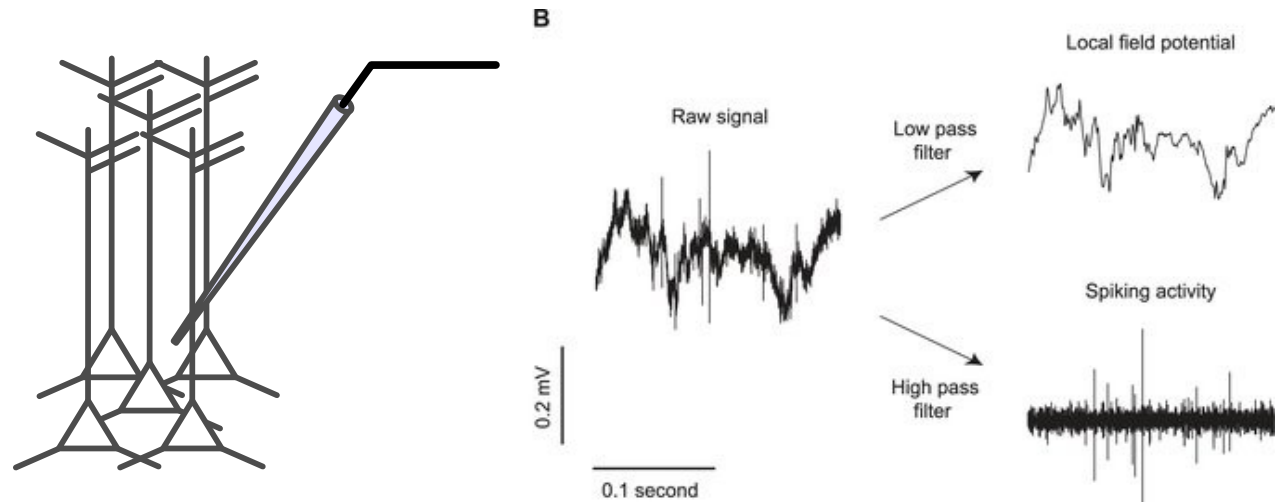 B
Local field potential
Raw signal
Low pass
filter
Spiking activity
High pass
filter
0.2 mV
0.1 second